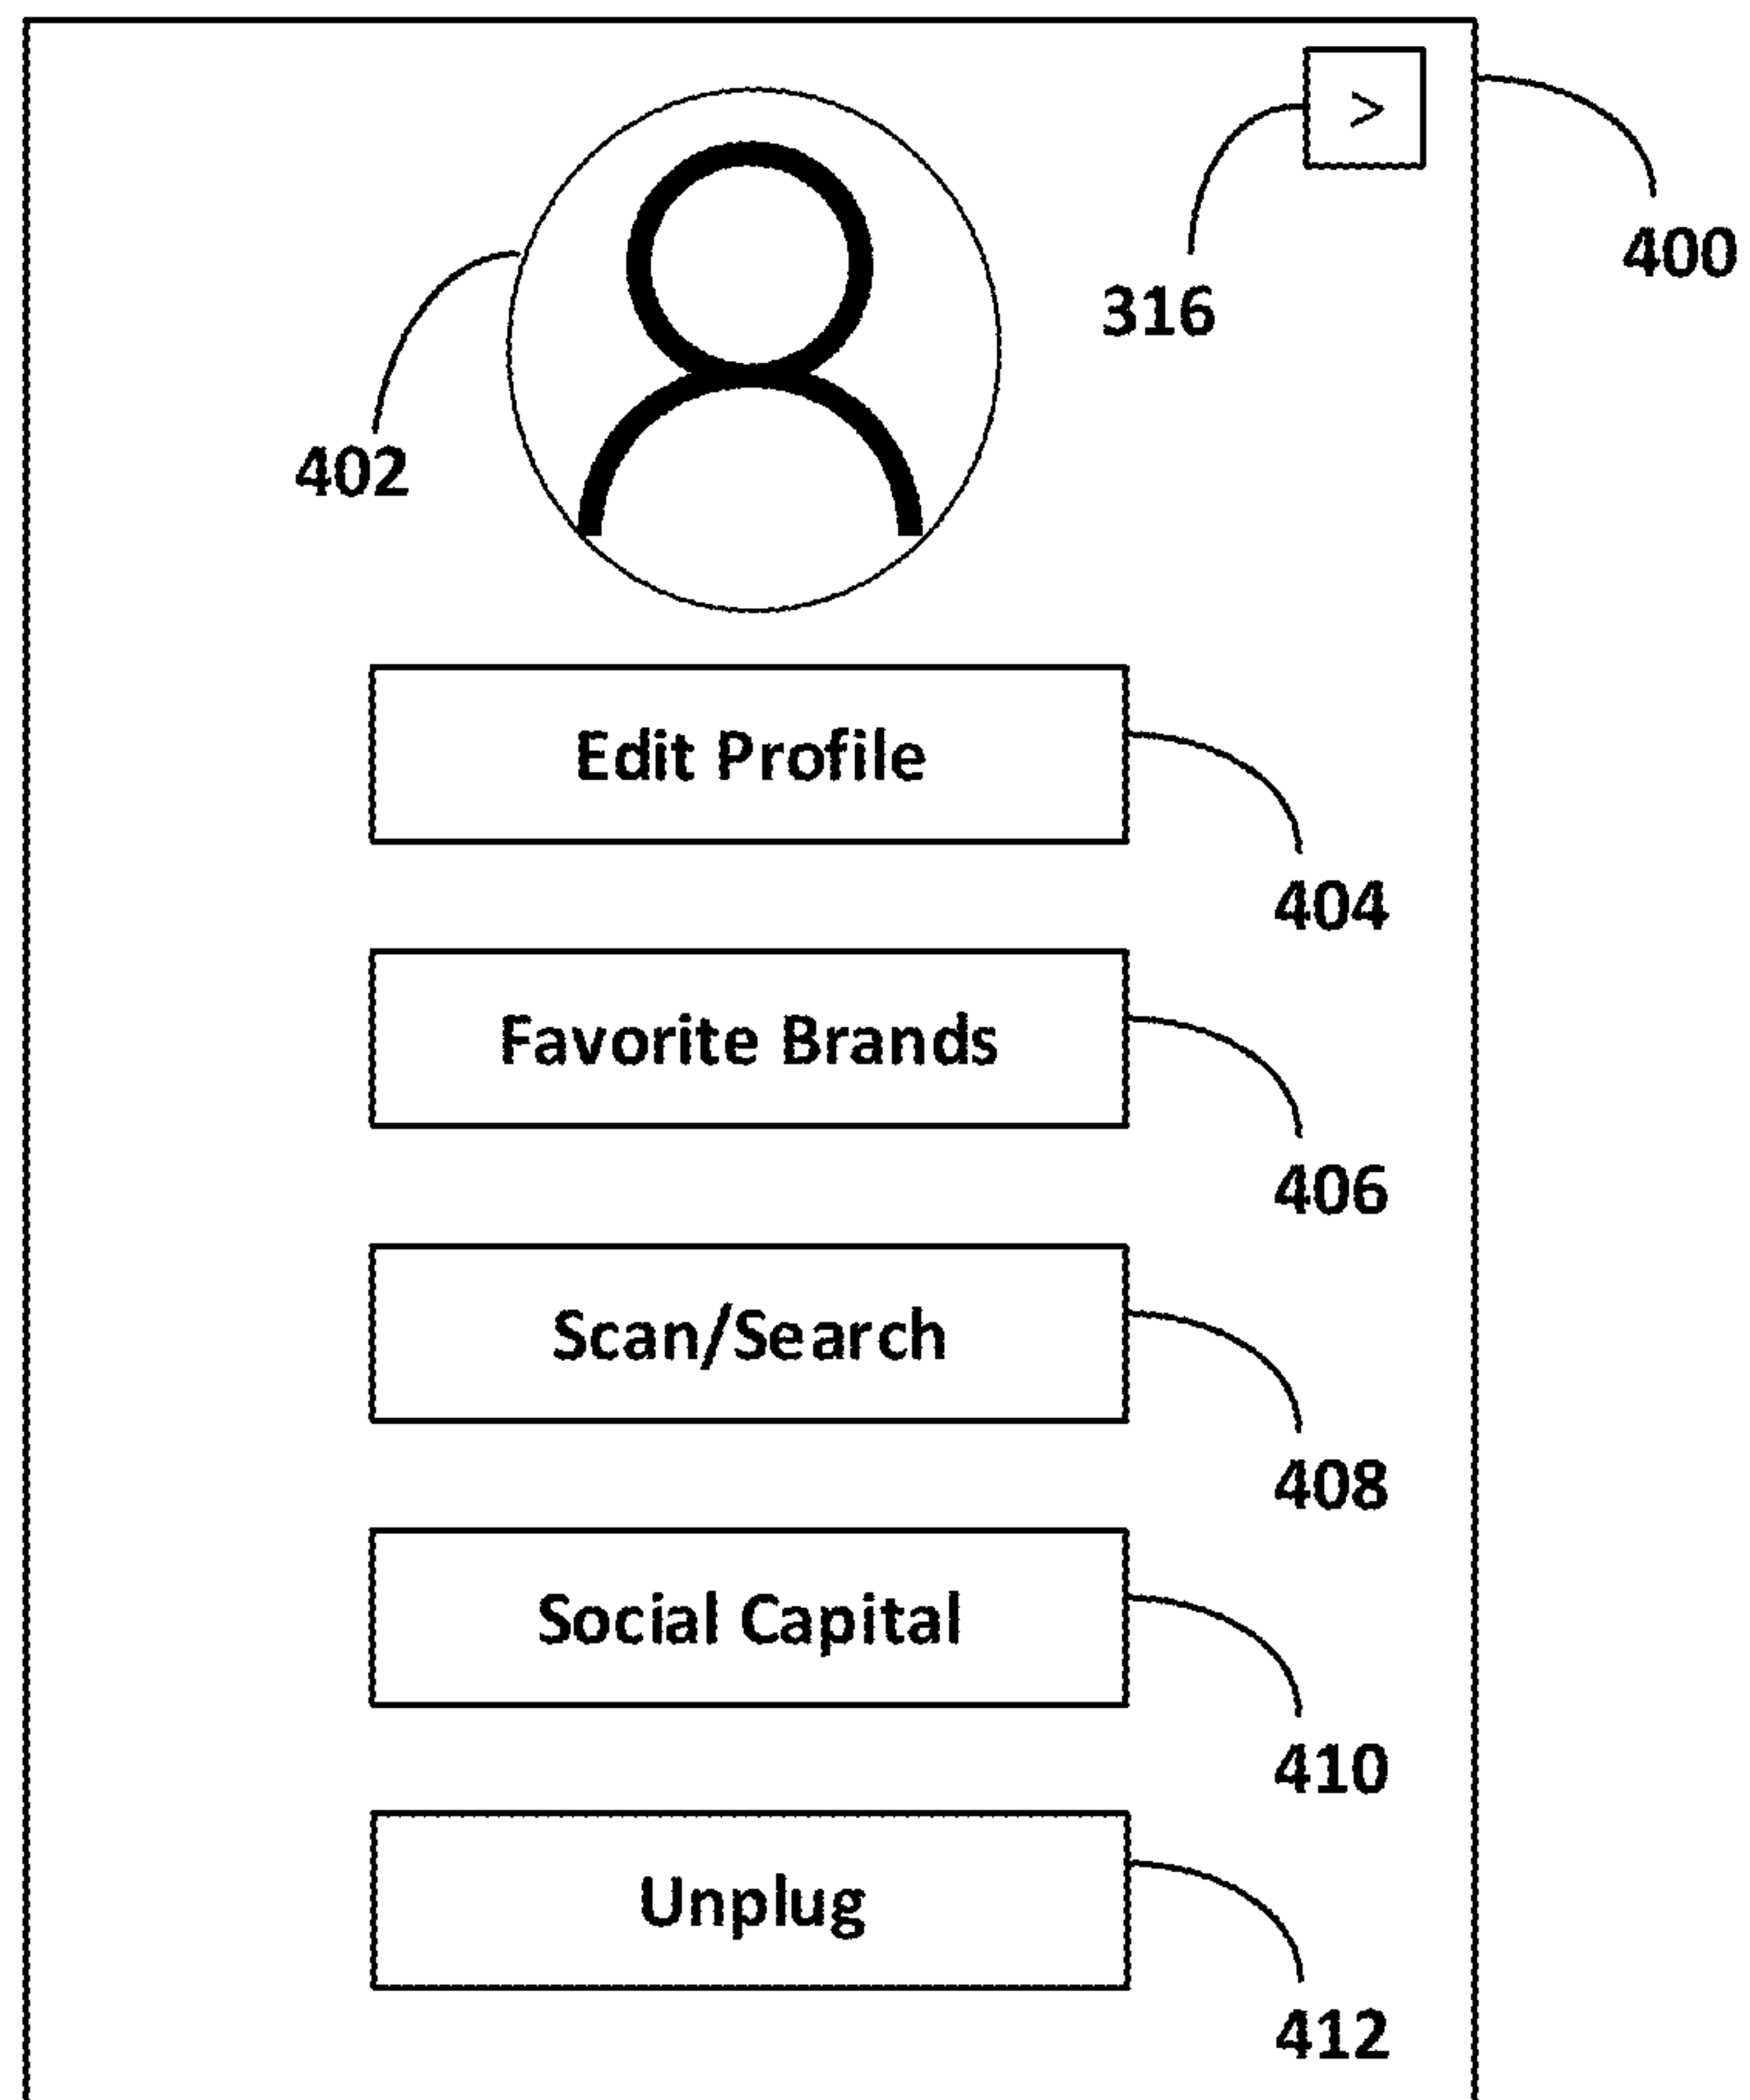 >
400
316
402
Edit Profile
404
Favorite Brands
406
Scan/Search
408
Social Capital
410
Unplug
412